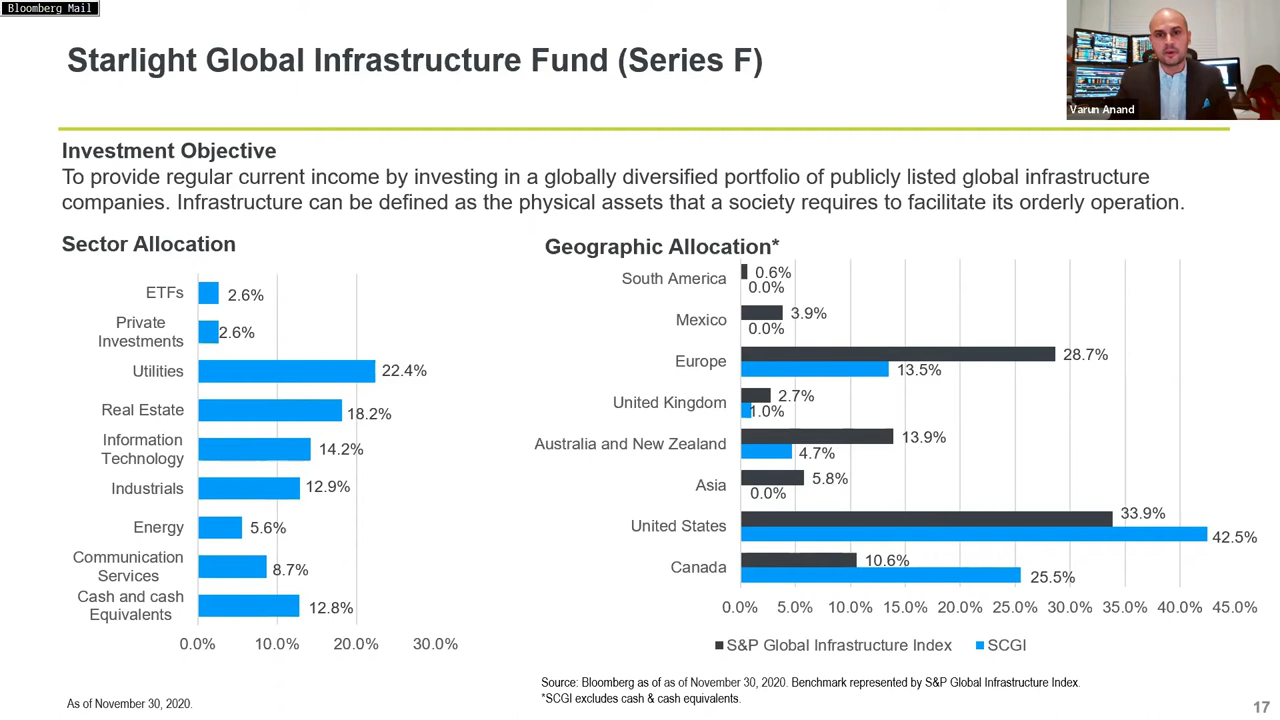 Bloomberg Mail
Starlight Global Infrastructure Fund (Series F)
Varun Anand
Investment Objective
To provide regular current income by investing in a globally diversified portfolio of publicly listed global infrastructure
companies. Infrastructure can be defined as the physical assets that a society requires to facilitate its orderly operation.
Sector Allocation
ETFs
2.6%
Private
Investments
2.6%
Utilities
22.4%
Real Estate
18.2%
Information
Technology
14.2%
Industrials
12.9%
Energy
5.6%
Communication
Services
8.7%
Cash and cash
Equivalents
12.8%
0.0% 10.0% 20.0% 30.0%
As of November 30, 2020.
Geographic Allocation*
South America
0.6%
0.0%
Mexico
3.9%
0.0%
Europe
28.7%
13.5%
United Kingdom
2.7%
1.0%
Australia and New Zealand
13.9%
4.7%
Asia
5.8%
0.0%
United States
33.9%
42.5%
Canada
10.6%
25.5%
0.0% 5.0% 10.0% 15.0% 20.0% 25.0% 30.0% 35.0% 40.0% 45.0%
S&P Global Infrastructure Index SCGI
Source: Bloomberg as of as of November 30, 2020. Benchmark represented by S&P Global Infrastructure Index.
*SCGI excludes cash & cash equivalents.
17